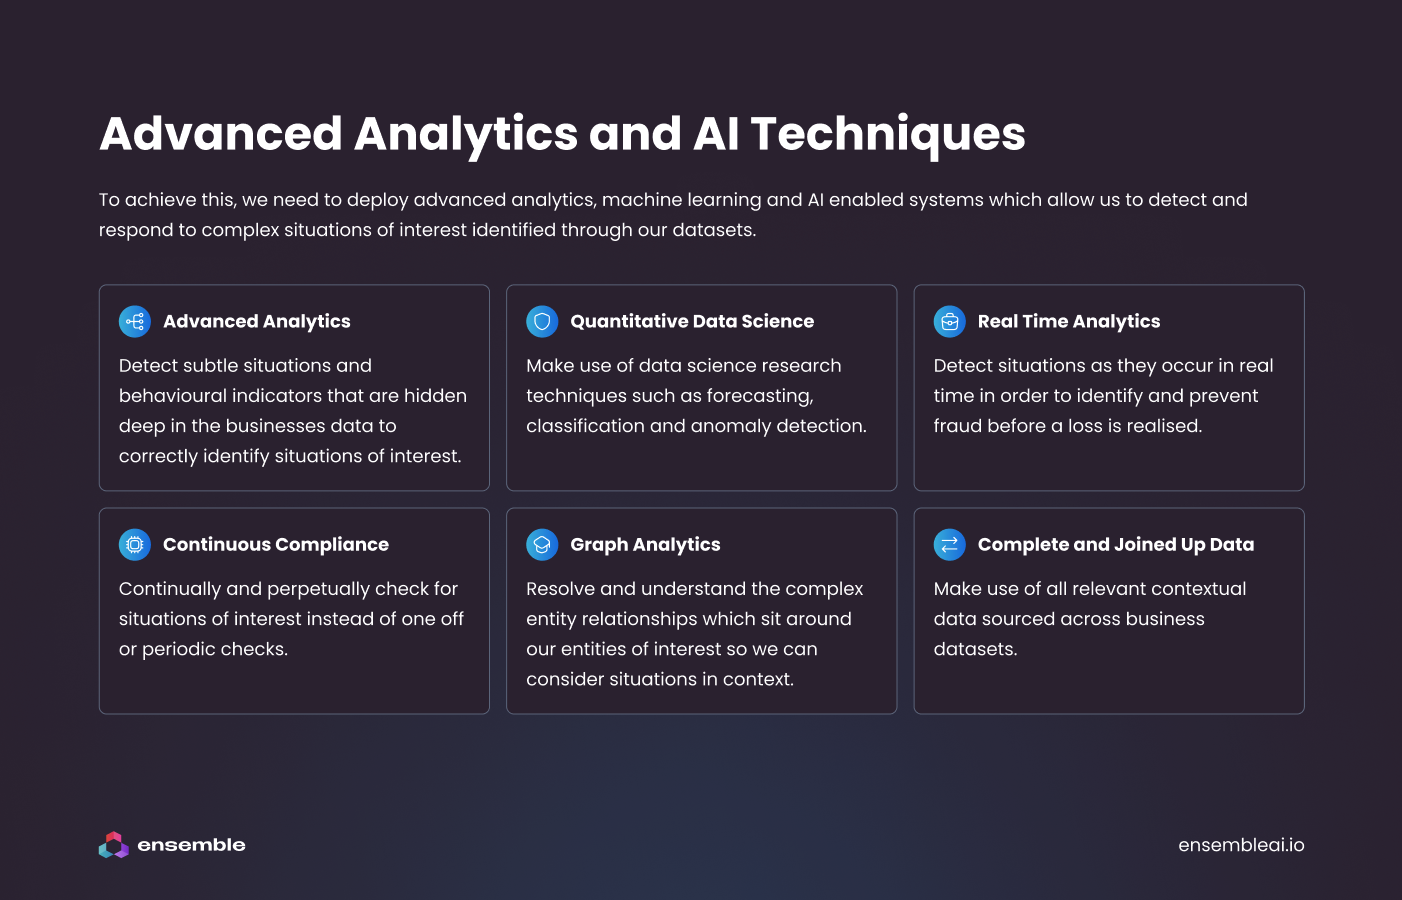 Advanced Analytics and AI Techniques
To achieve this, we need to deploy advanced analytics, machine learning and AI enabled systems which allow us to detect and
respond to complex situations of interest identified through our datasets.
Advanced Analytics
Detect subtle situations and
behavioural indicators that are hidden
deep in the businesses data to
correctly identify situations of interest.
Quantitative Data Science
Make use of data science research
techniques such as forecasting,
classification and anomaly detection.
Real Time Analytics
Detect situations as they occur in real
time in order to identify and prevent
fraud before a loss is realised.
Continuous Compliance
Continually and perpetually check for
situations of interest instead of one off
or periodic checks.
Graph Analytics
Resolve and understand the complex
entity relationships which sit around
our entities of interest so we can
consider situations in context.
Complete and Joined Up Data
Make use of all relevant contextual
data sourced across business
datasets.
ensemble
ensembleai.io